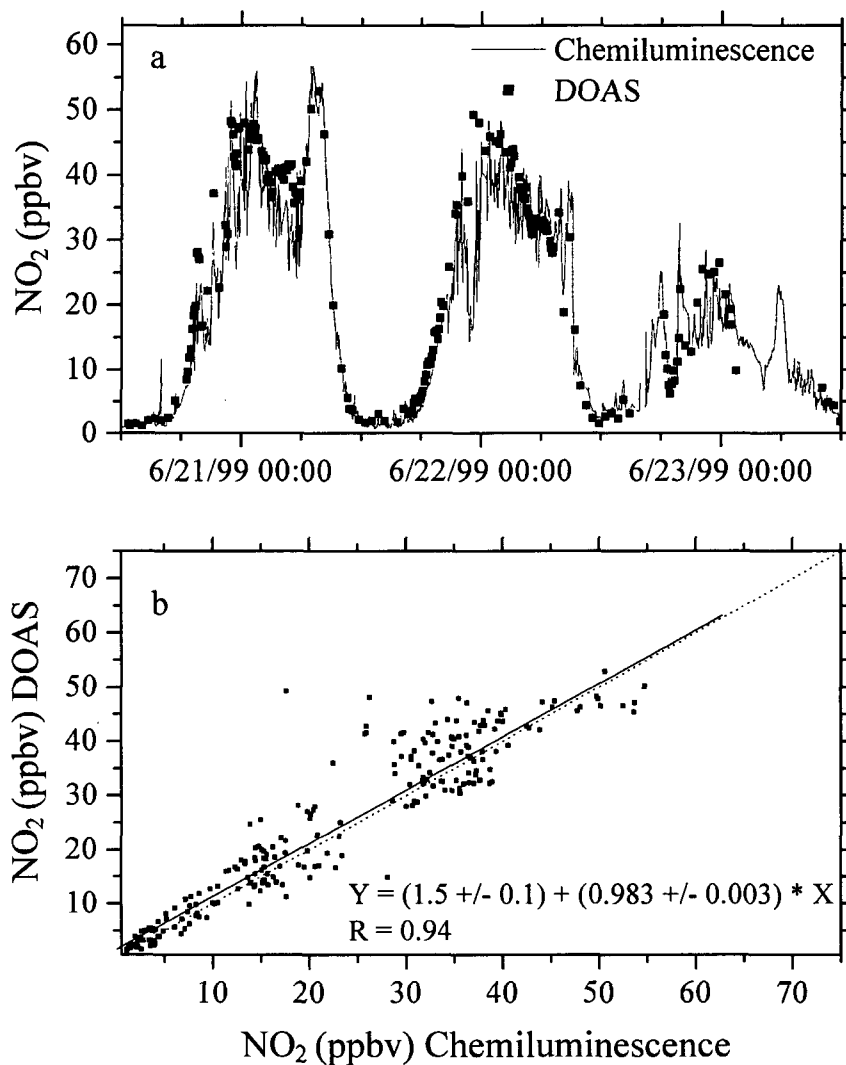 a
Chemiluminescence
DOAS
NO₂ (ppbv)
60
50
40
30
20
10
0
6/21/99 00:00 6/22/99 00:00 6/23/99 00:00
b
NO₂ (ppbv) DOAS
70
60
50
40
30
20
10
Y = (1.5 +/- 0.1) + (0.983 +/- 0.003) * X
R = 0.94
10 20 30 40 50 60 70
NO₂ (ppbv) Chemiluminescence